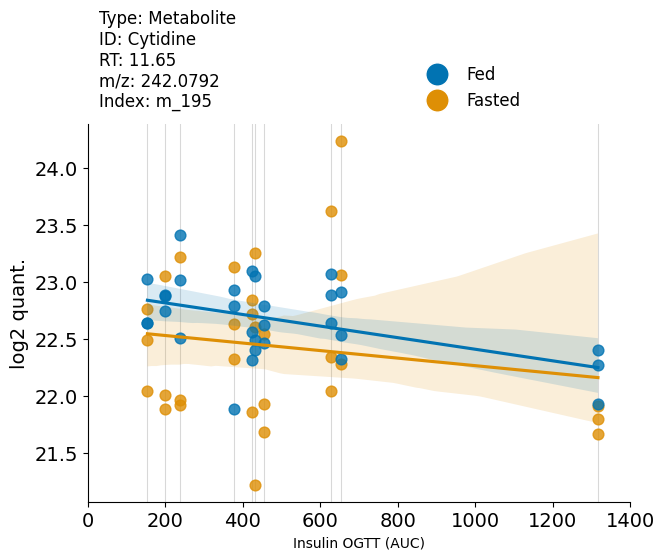 Type: Metabolite
ID: Cytidine
RT: 11.65
m/z: 242.0792
Index: m_195
Fed
Fasted
log2 quant.
24.0
23.5
23.0
22.5
22.0
21.5
0 200 400 600 800 1000 1200 1400
Insulin OGTT (AUC)